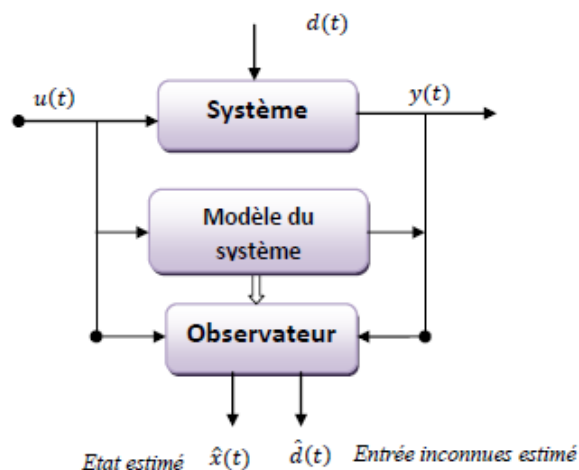 d(t)
u(t)
Système
y(t)
Modèle du
système
Observateur
Etat estimé x̂(t) d̂(t) Entrée inconnues estimé